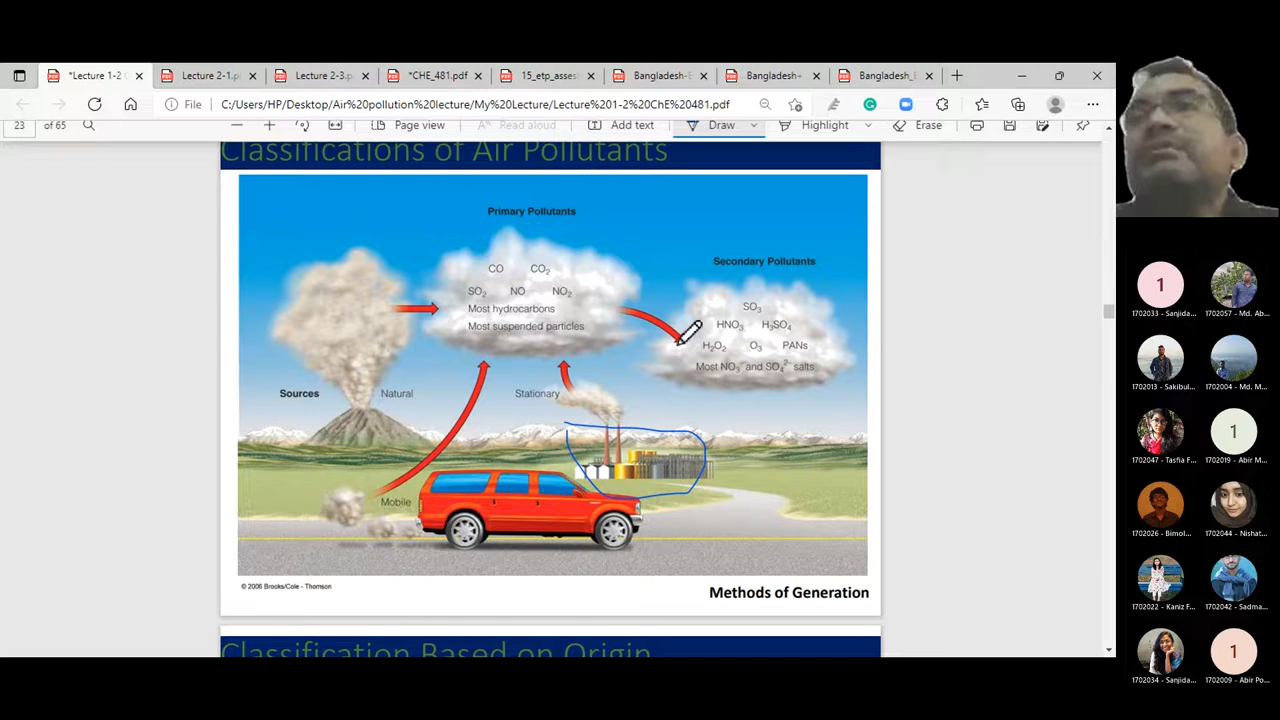 *Lecture 1-2 C
Lecture 2-1.p
Lecture 2-3.p
*CHE_481.pdf
15_etp_asses
Bangladesh-E
Bangladesh+
Bangladesh_E
File
C:/Users/HP/Desktop/Air%20pollution%20lecture/My%20Lecture/Lecture%201-2%20ChE%20481.pdf
23 of 65
Page view
Read aloud
Add text
Draw
Highlight
Erase
Classifications of Air Pollutants
Primary Pollutants
CO CO2
SO2 NO NO2
Most hydrocarbons
Most suspended particles
Secondary Pollutants
SO3
HNO3 H2SO4
H2O2 O3 PANs
Most NO3- and SO4 2- salts
Sources
Natural
Stationary
Mobile
© 2006 Brooks/Cole - Thomson
Methods of Generation
Classification Based on Origin
1
1702033 - Sanjida...
1702057 - Md. Ab...
1702013 - Sakibul...
1702004 - Md. M...
1
1702047 - Tasfia F...
1702019 - Abir M...
1702026 - Bimol...
1702044 - Nishat...
1702022 - Kaniz F...
1702042 - Sadma...
1
1702034 - Sanjida...
1702009 - Abir Po...